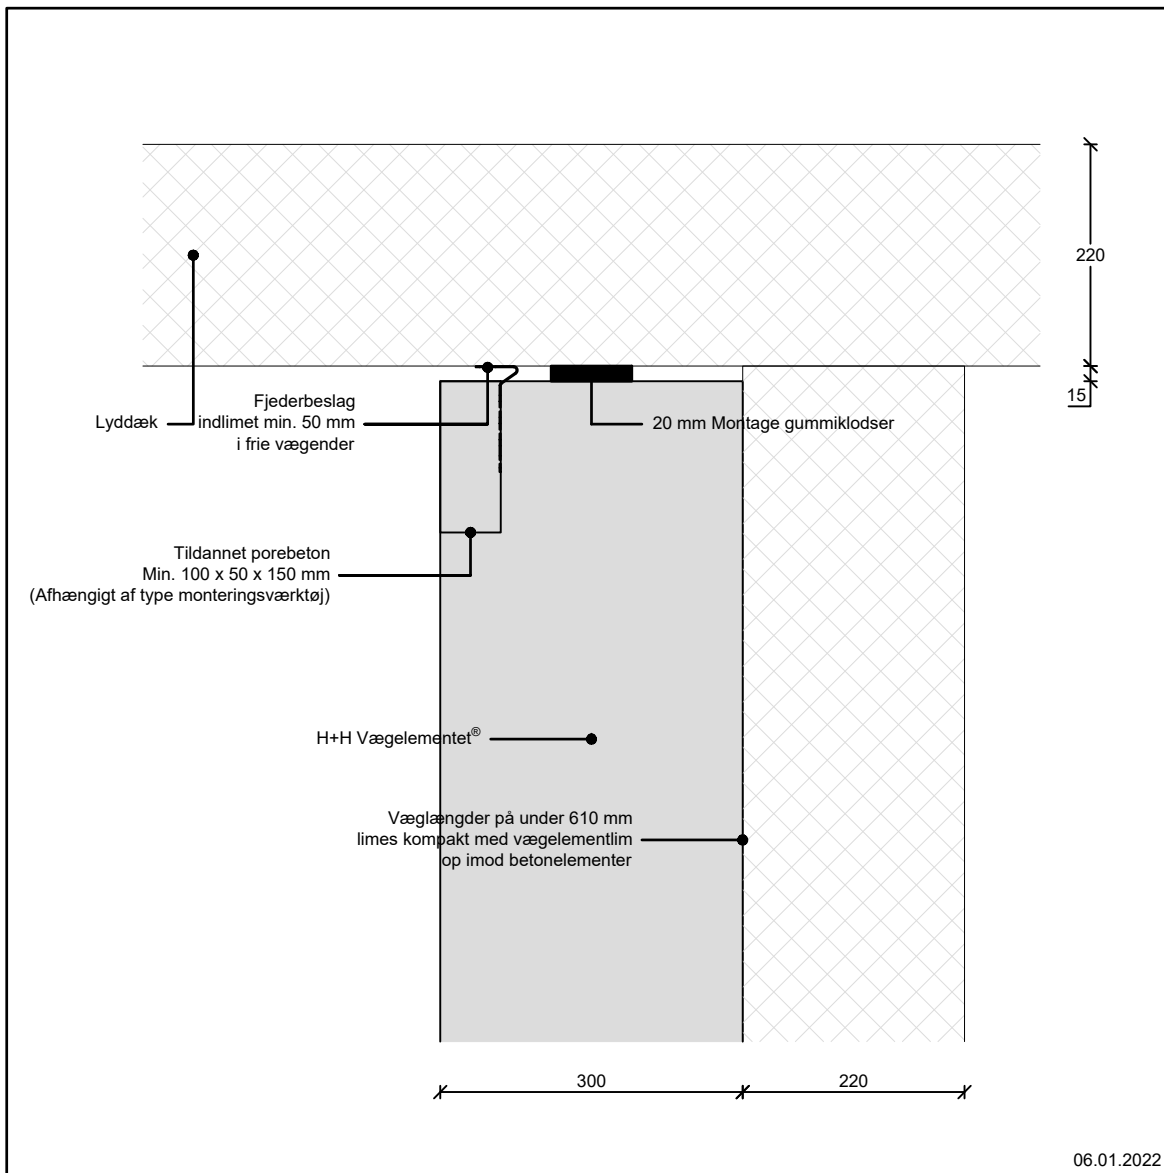 220
15
Lyddæk
Fjederbeslag
indlimet min. 50 mm
i frie vægender
20 mm Montage gummiklodser
Tildannet porebeton
Min. 100 x 50 x 150 mm
(Afhængigt af type monteringsværktøj)
H+H Vægelementet®
Væglængder på under 610 mm
limes kompakt med vægelementlim
op imod betonelementer
300
220
06.01.2022